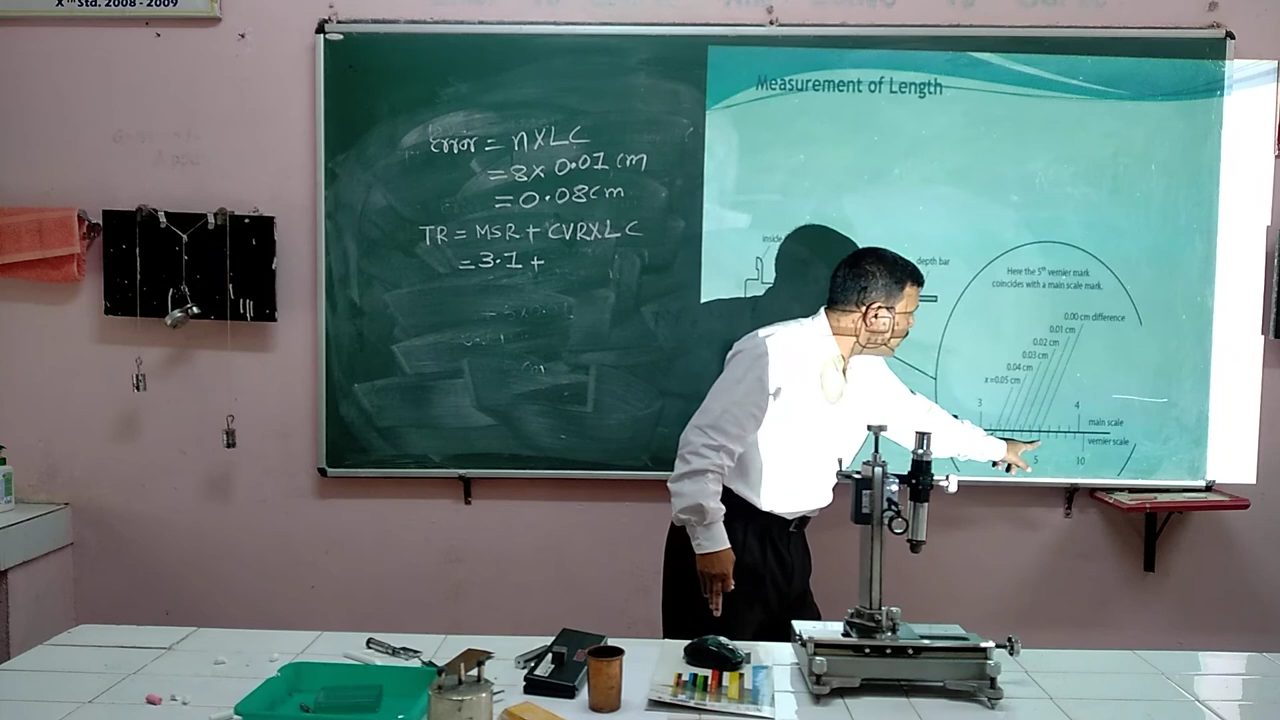 Xᵗʰ Std. 2008 - 2009
Error = n X L C
= 8 X 0.01 cm
= 0.08 cm
TR = MSR + CVR X L C
= 3.1 +
Measurement of Length
inside
depth bar
Here the 5ᵗʰ vernier mark
coincides with a main scale mark.
0.00 cm difference
0.01 cm
0.02 cm
0.03 cm
0.04 cm
x =0.05 cm
3 4
main scale
vernier scale
5 10